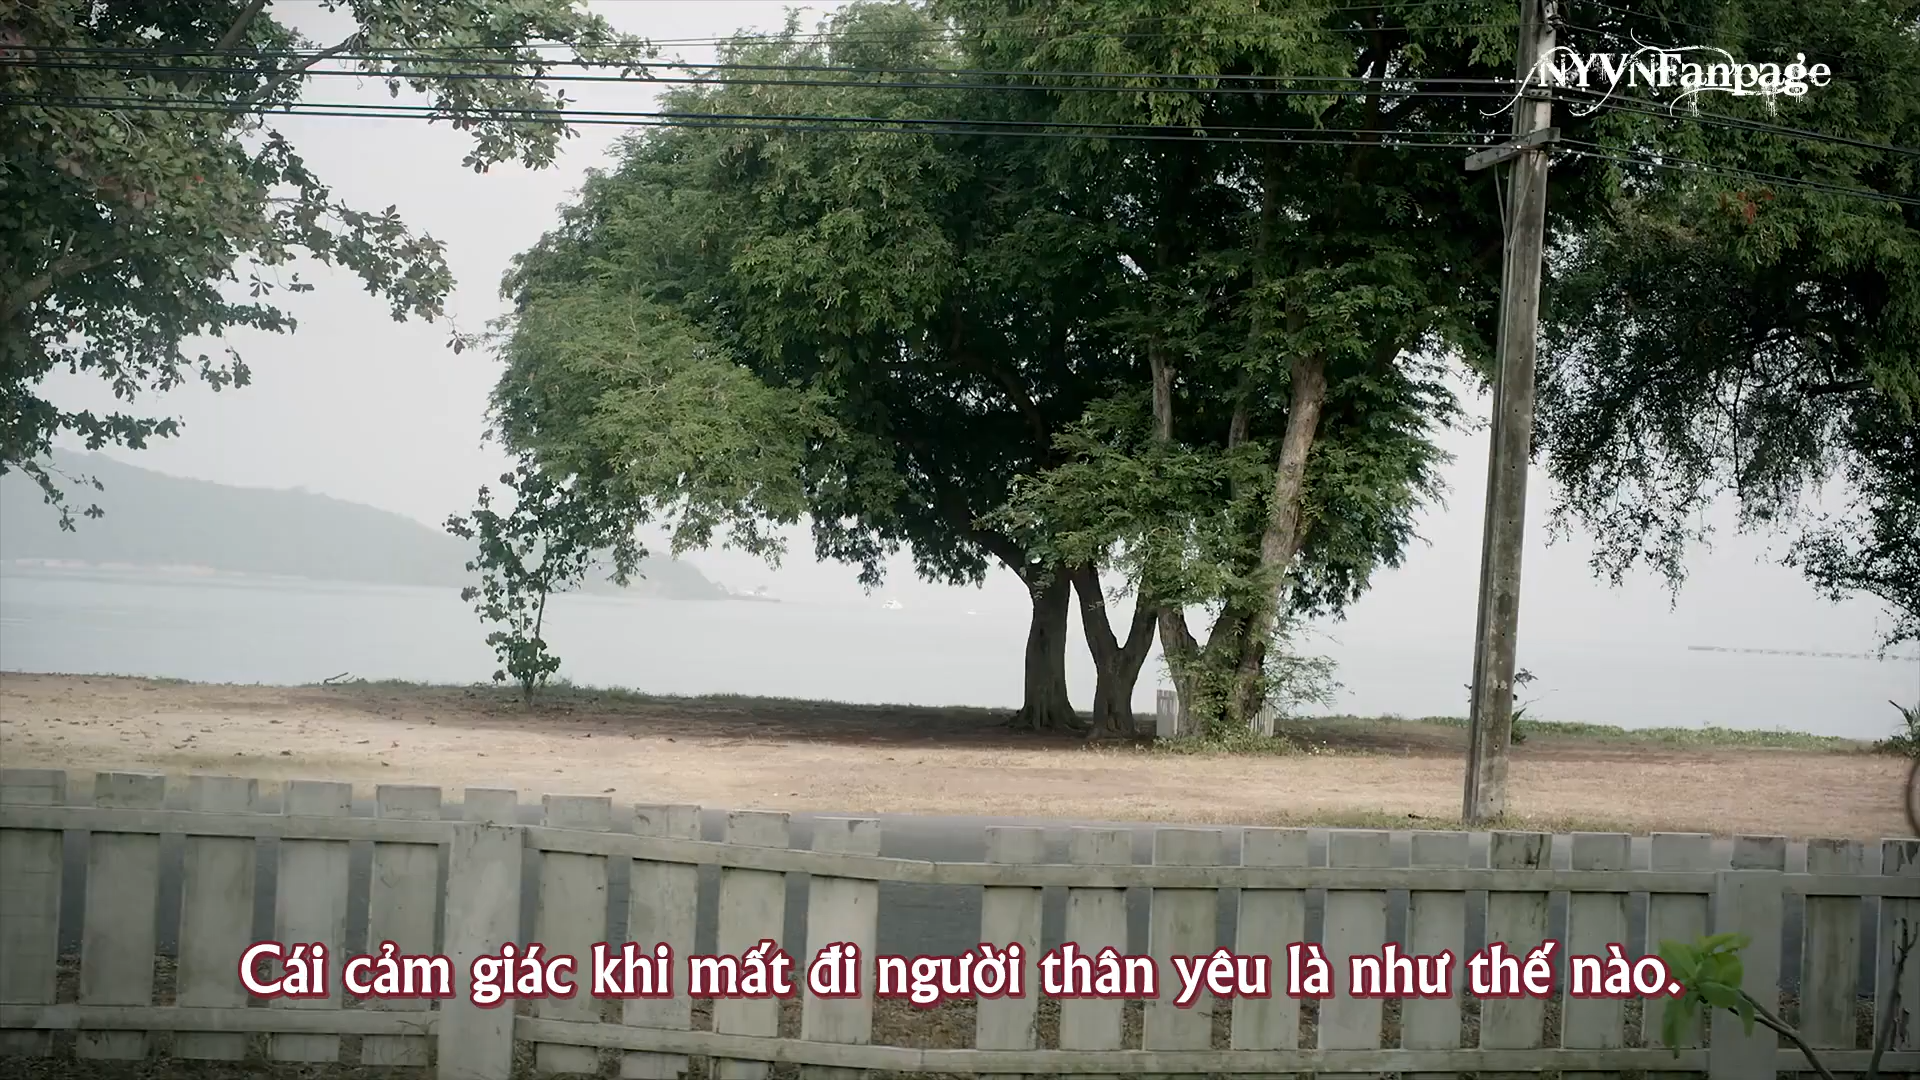 NYVNFanpage
Cái cảm giác khi mất đi người thân yêu là như thế nào.